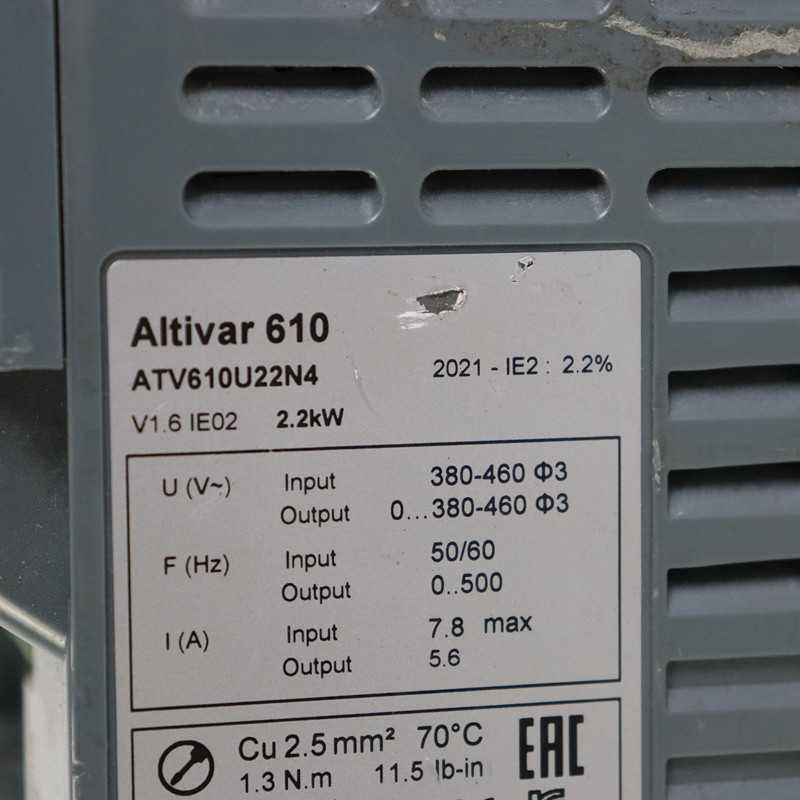 Altivar 610
ATV610U22N4
2021 - IE2 : 2.2%
V1.6 IE02 2.2kW
U (V~) Input 380-460 Φ3
Output 0...380-460 Φ3
F (Hz) Input 50/60
Output 0..500
I (A) Input 7.8 max
Output 5.6
Cu 2.5 mm² 70°C
1.3 N.m 11.5 lb-in
EAC